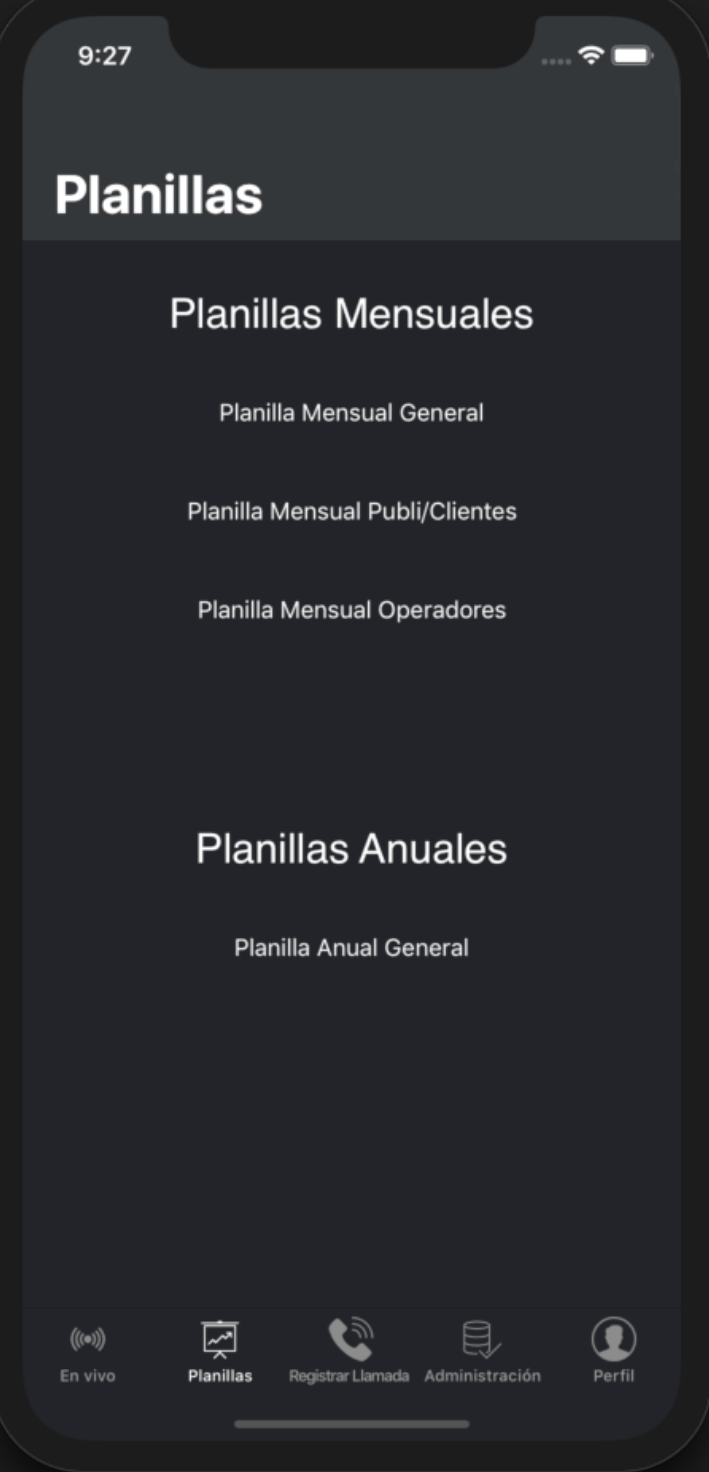 9:27
Planillas
Planillas Mensuales
Planilla Mensual General
Planilla Mensual Publi/Clientes
Planilla Mensual Operadores
Planillas Anuales
Planilla Anual General
En vivo
Planillas
Registrar Llamada
Administración
Perfil